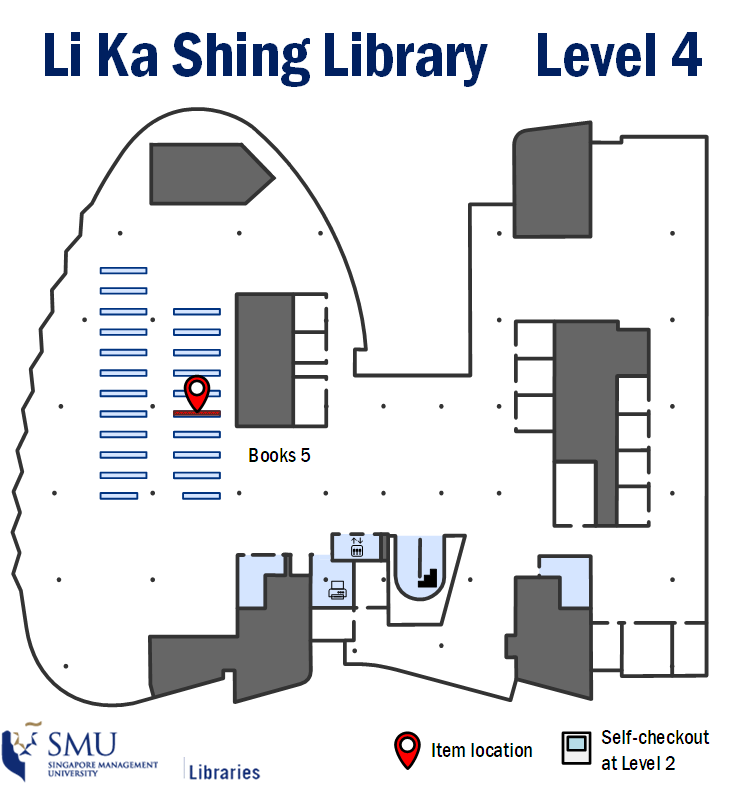 Li Ka Shing Library Level 4
Books 5
Item location
Self-checkout
at Level 2
SMU
SINGAPORE MANAGEMENT
UNIVERSITY
Libraries